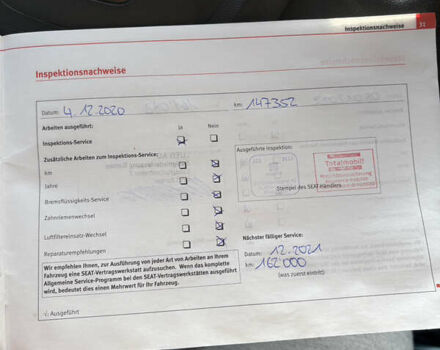 Inspektionsnachweise 31
Inspektionsnachweise
Datum: 4.12.2020 km: 147352
Arbeiten ausgeführt: Ja Nein
Inspektions-Service:
Zusätzliche Arbeiten zum Inspektions-Service:
Ausgeführte Inspektion:
km
Jahre
Totalmobil
Bremsflüssigkeits-Service
Stempel des SEAT-Händlers
Zahnriemenwechsel
Luftfiltereinsatz-Wechsel
Reparaturempfehlungen
Nächster fälliger Service:
Datum: 12.2021
km: 162000
(was zuerst eintritt)
Wir empfehlen Ihnen, zur Ausführung von jeder Art von Arbeiten an Ihrem
Fahrzeug eine SEAT-Vertragswerkstatt aufzusuchen. Wenn das komplette
Allgemeine Service-Programm bei den SEAT-Vertragswerkstätten ausgeführt
wird, bedeutet dies einen Mehrwert für Ihr Fahrzeug.
√: Ausgeführt